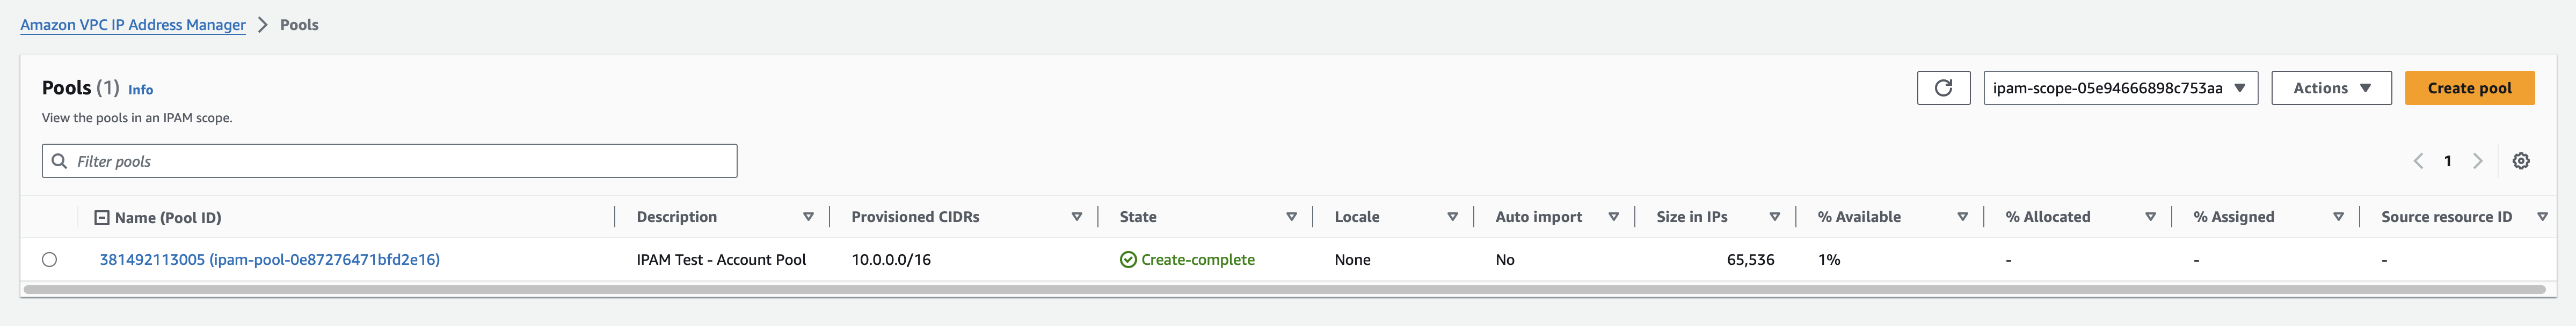 Amazon VPC IP Address Manager > Pools
Pools (1) Info
ipam-scope-05e94666898c753aa Actions Create pool
View the pools in an IPAM scope.
Filter pools
1
Name (Pool ID) Description Provisioned CIDRs State Locale Auto import Size in IPs % Available % Allocated % Assigned Source resource ID
381492113005 (ipam-pool-0e87276471bfd2e16) IPAM Test - Account Pool 10.0.0.0/16 Create-complete None No 65,536 1% - - -